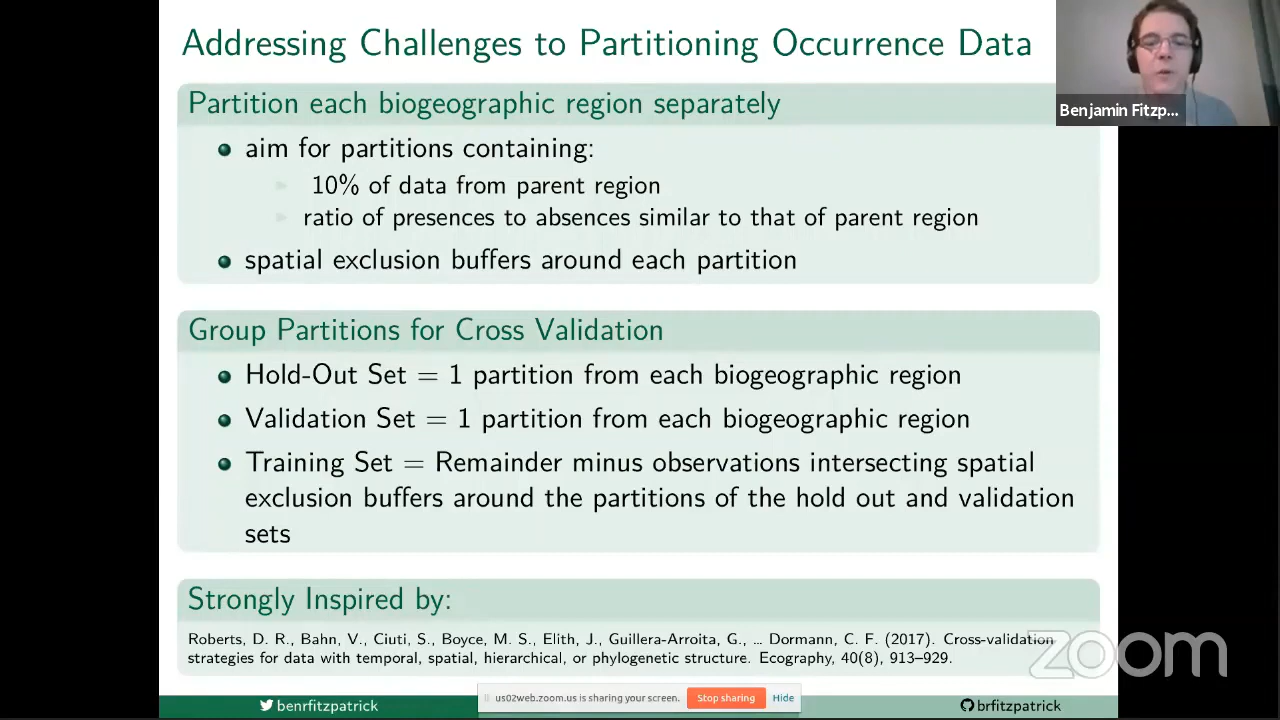 Addressing Challenges to Partitioning Occurrence Data
Benjamin Fitzp...
Partition each biogeographic region separately
aim for partitions containing:
10% of data from parent region
ratio of presences to absences similar to that of parent region
spatial exclusion buffers around each partition
Group Partitions for Cross Validation
Hold-Out Set = 1 partition from each biogeographic region
Validation Set = 1 partition from each biogeographic region
Training Set = Remainder minus observations intersecting spatial
exclusion buffers around the partitions of the hold out and validation
sets
Strongly Inspired by:
Roberts, D. R., Bahn, V., Ciuti, S., Boyce, M. S., Elith, J., Guillera-Arroita, G., … Dormann, C. F. (2017). Cross-validation
strategies for data with temporal, spatial, hierarchical, or phylogenetic structure. Ecography, 40(8), 913–929.
zoom
us02web.zoom.us is sharing your screen. Stop sharing Hide
benrfitzpatrick
brfitzpatrick